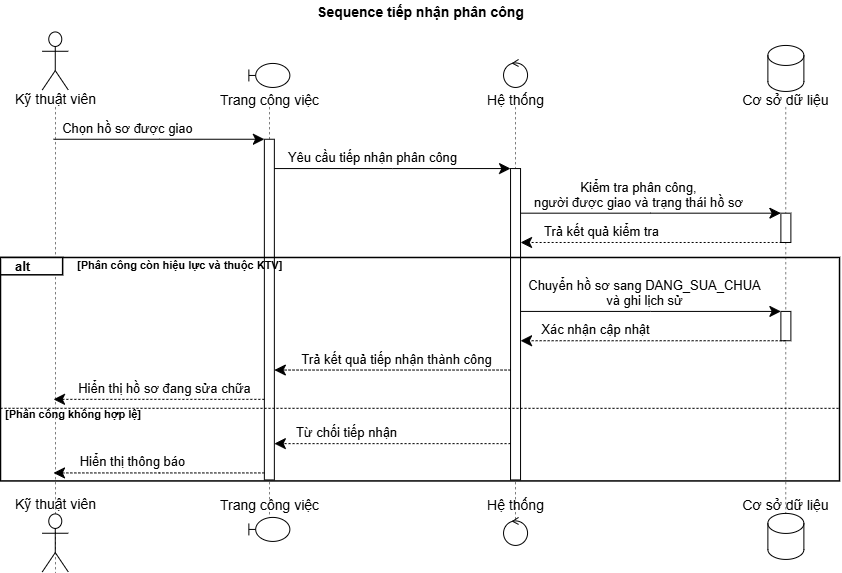 Sequence tiếp nhận phân công
Kỹ thuật viên
Trang công việc
Hệ thống
Cơ sở dữ liệu
Chọn hồ sơ được giao
Yêu cầu tiếp nhận phân công
Kiểm tra phân công,
người được giao và trạng thái hồ sơ
Trả kết quả kiểm tra
alt
[Phân công còn hiệu lực và thuộc KTV]
Chuyển hồ sơ sang DANG_SUA_CHUA
và ghi lịch sử
Xác nhận cập nhật
Trả kết quả tiếp nhận thành công
Hiển thị hồ sơ đang sửa chữa
[Phân công không hợp lệ]
Từ chối tiếp nhận
Hiển thị thông báo
Kỹ thuật viên
Trang công việc
Hệ thống
Cơ sở dữ liệu